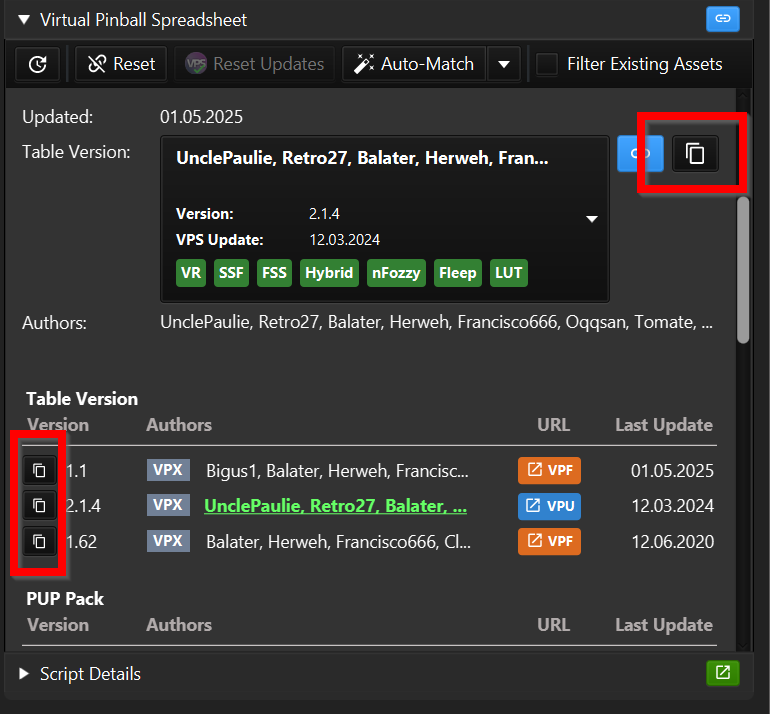 Virtual Pinball Spreadsheet
Reset
VPS Reset Updates
Auto-Match
Filter Existing Assets
Updated: 01.05.2025
Table Version:
UnclePaulie, Retro27, Balater, Herweh, Fran...
Version: 2.1.4
VPS Update: 12.03.2024
VR SSF FSS Hybrid nFozzy Fleep LUT
Authors: UnclePaulie, Retro27, Balater, Herweh, Francisco666, Oqqsan, Tomate, ...
Table Version
Version Authors URL Last Update
1.1 VPX Bigus1, Balater, Herweh, Francisc... VPF 01.05.2025
2.1.4 VPX UnclePaulie, Retro27, Balater, ... VPU 12.03.2024
1.62 VPX Balater, Herweh, Francisco666, Cl... VPF 12.06.2020
PUP Pack
Version Authors URL Last Update
Script Details